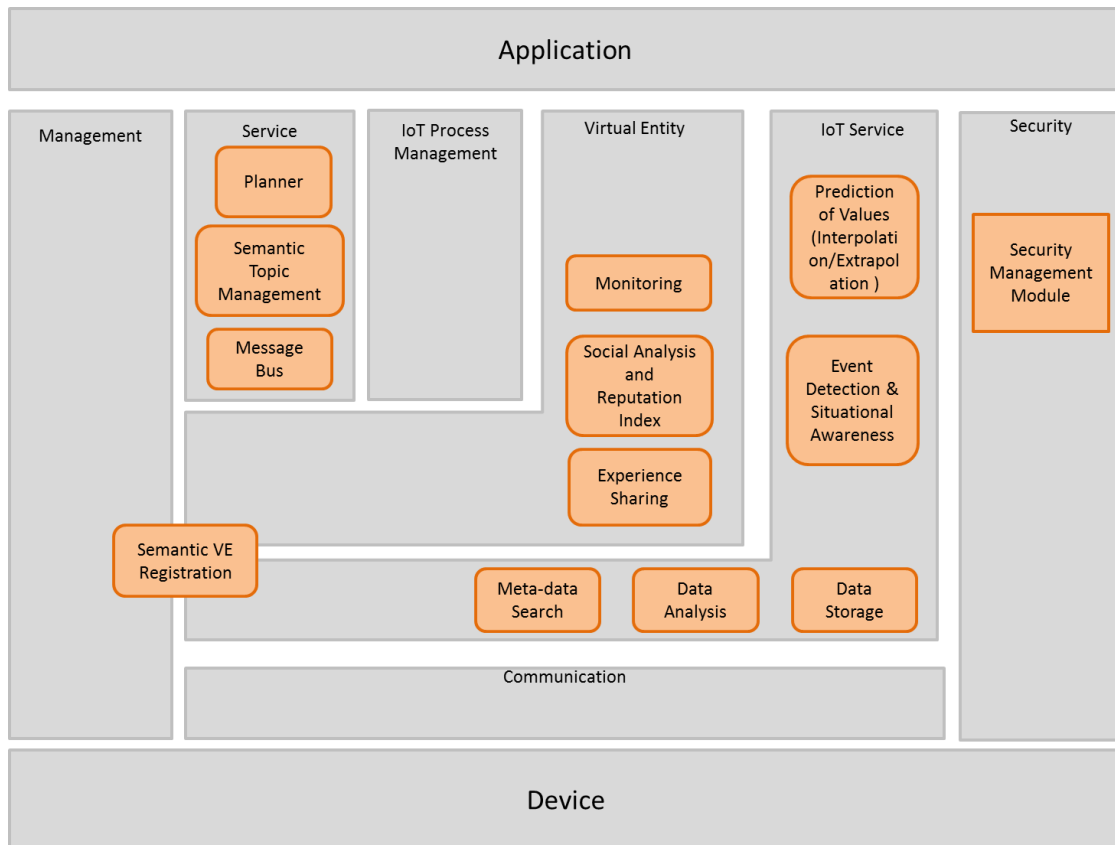 Application
Management
Service
Planner
Semantic
Topic
Management
Message
Bus
IoT Process
Management
Virtual Entity
Monitoring
Social Analysis
and
Reputation
Index
Experience
Sharing
IoT Service
Prediction
of Values
(Interpolati
on/Extrapol
ation )
Event
Detection &
Situational
Awareness
Security
Security
Management
Module
Semantic VE
Registration
Meta-data
Search
Data
Analysis
Data
Storage
Communication
Device